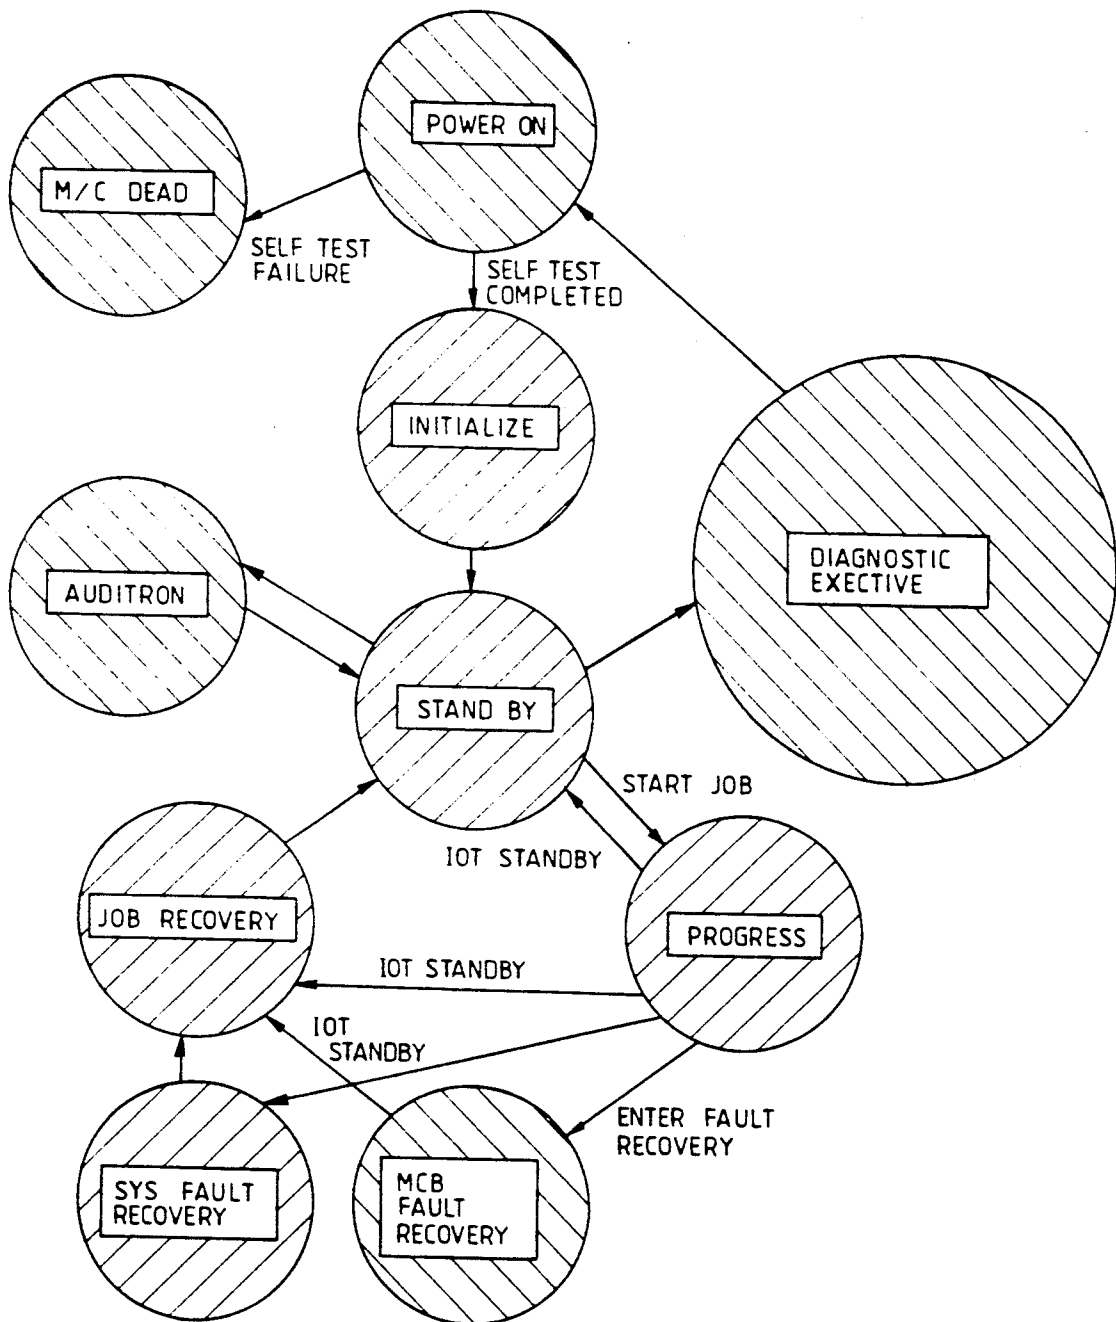 POWER ON
M/C DEAD
SELF TEST
FAILURE
SELF TEST
COMPLETED
INITIALIZE
DIAGNOSTIC
EXECTIVE
AUDITRON
STAND BY
START JOB
IOT STANDBY
JOB RECOVERY
PROGRESS
IOT STANDBY
IOT
STANDBY
ENTER FAULT
RECOVERY
SYS FAULT
RECOVERY
MCB
FAULT
RECOVERY